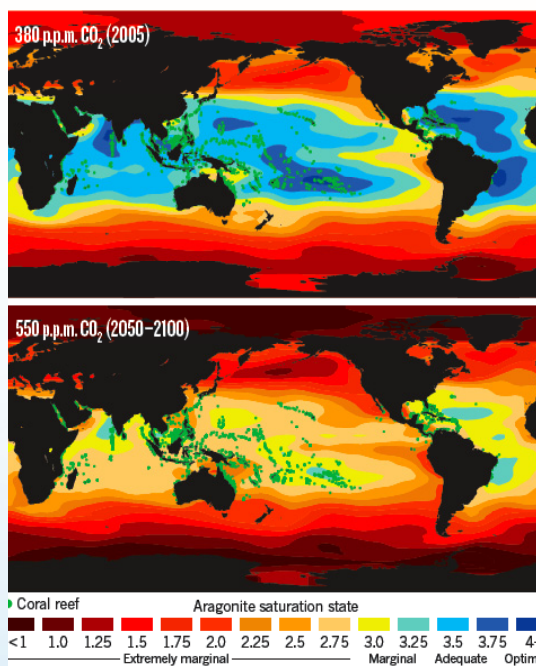 380 p.p.m. CO₂ (2005)
550 p.p.m. CO₂ (2050–2100)
Coral reef
Aragonite saturation state
<1 1.0 1.25 1.5 1.75 2.0 2.25 2.5 2.75 3.0 3.25 3.5 3.75 4
Extremely marginal Marginal Adequate Optim